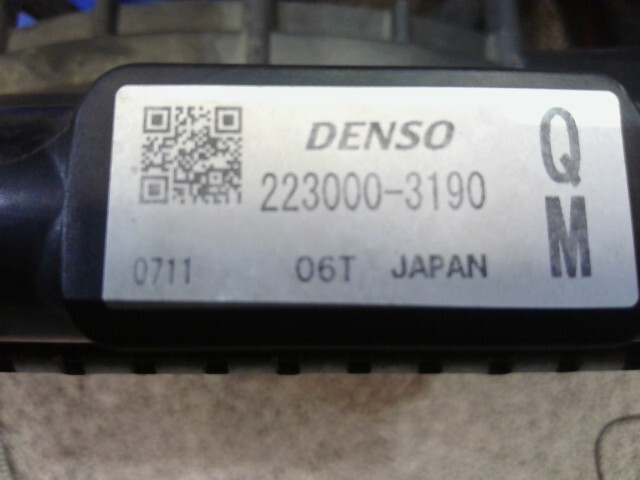 DENSO
223000-3190
0711 06T JAPAN
Q
M